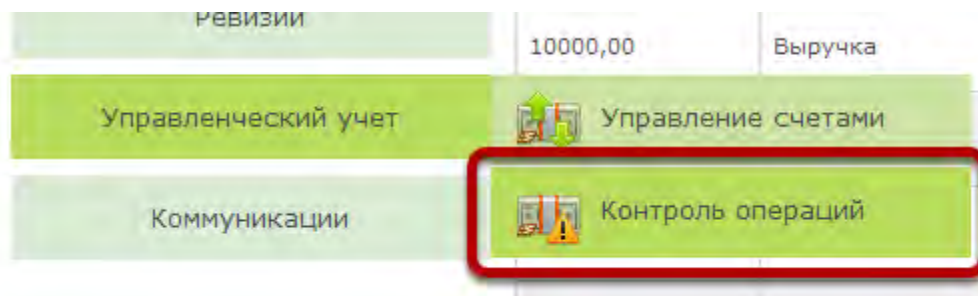 Ревизии
10000,00 Выручка
Управленческий учет
Управление счетами
Коммуникации
Контроль операций